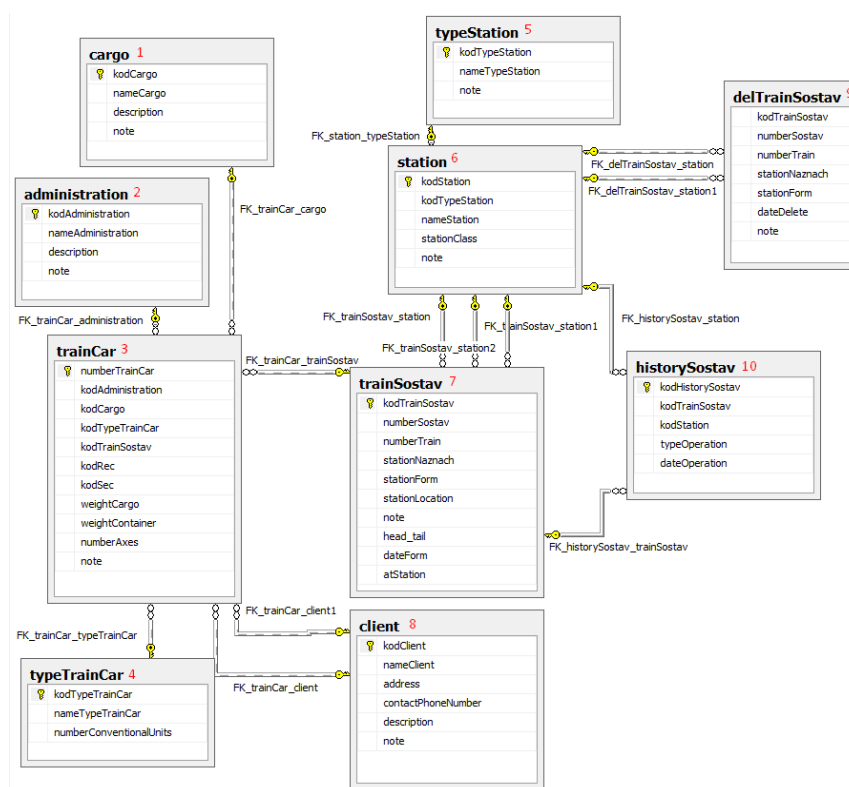 cargo 1
kodCargo
nameCargo
description
note
typeStation 5
kodTypeStation
nameTypeStation
note
delTrainSostav 9
kodTrainSostav
numberSostav
numberTrain
stationNaznach
stationForm
dateDelete
note
FK_station_typeStation
FK_delTrainSostav_station
FK_delTrainSostav_station1
station 6
kodStation
kodTypeStation
nameStation
stationClass
note
administration 2
kodAdministration
nameAdministration
description
note
FK_trainCar_cargo
FK_trainCar_administration
FK_trainSostav_station
FK_trainSostav_station1
FK_trainSostav_station2
FK_historySostav_station
trainCar 3
numberTrainCar
kodAdministration
kodCargo
kodTypeTrainCar
kodTrainSostav
kodRec
kodSec
weightCargo
weightContainer
numberAxes
note
FK_trainCar_trainSostav
trainSostav 7
kodTrainSostav
numberSostav
numberTrain
stationNaznach
stationForm
stationLocation
note
head_tail
dateForm
atStation
historySostav 10
kodHistorySostav
kodTrainSostav
kodStation
typeOperation
dateOperation
FK_historySostav_trainSostav
FK_trainCar_client1
FK_trainCar_typeTrainCar
FK_trainCar_client
typeTrainCar 4
kodTypeTrainCar
nameTypeTrainCar
numberConventionalUnits
client 8
kodClient
nameClient
address
contactPhoneNumber
description
note